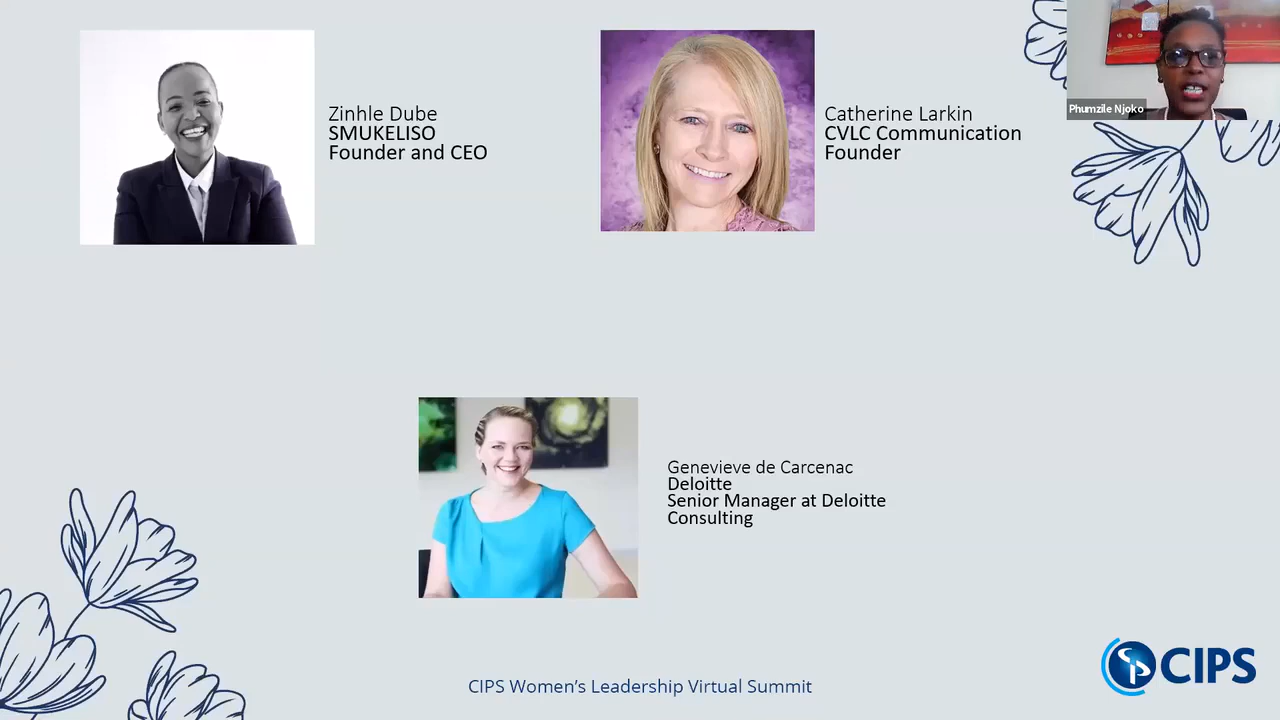 Zinhle Dube
SMUKELISO
Founder and CEO
Catherine Larkin
CVLC Communication
Founder
Phumzile Njoko
Genevieve de Carcenac
Deloitte
Senior Manager at Deloitte
Consulting
CIPS Women's Leadership Virtual Summit
CIPS